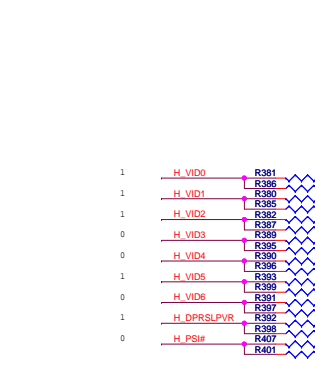 1 H_VID0 R381
R386
1 H_VID1 R380
R385
1 H_VID2 R382
R387
0 H_VID3 R389
R395
0 H_VID4 R390
R396
1 H_VID5 R393
R399
0 H_VID6 R391
R397
1 H_DPRSLPVR R392
R398
0 H_PSI# R407
R401